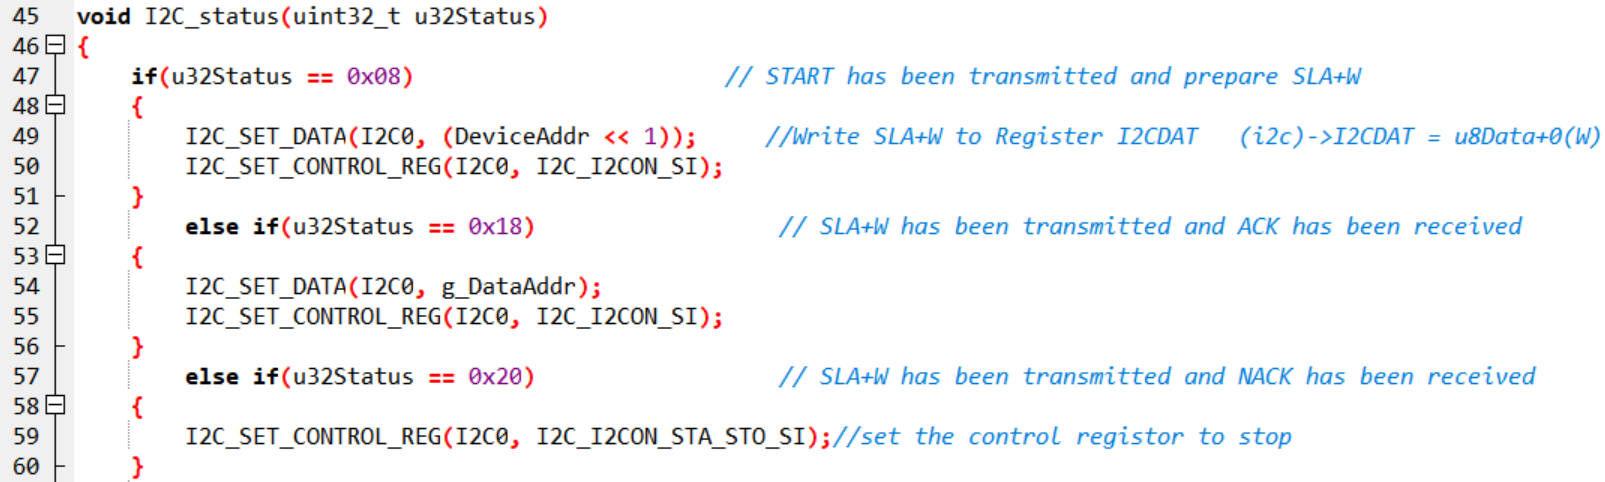 45 void I2C_status(uint32_t u32Status)
46 {
47 if(u32Status == 0x08) // START has been transmitted and prepare SLA+W
48 {
49 I2C_SET_DATA(I2C0, (DeviceAddr << 1)); //Write SLA+W to Register I2CDAT (i2c)->I2CDAT = u8Data+0(W)
50 I2C_SET_CONTROL_REG(I2C0, I2C_I2CON_SI);
51 }
52 else if(u32Status == 0x18) // SLA+W has been transmitted and ACK has been received
53 {
54 I2C_SET_DATA(I2C0, g_DataAddr);
55 I2C_SET_CONTROL_REG(I2C0, I2C_I2CON_SI);
56 }
57 else if(u32Status == 0x20) // SLA+W has been transmitted and NACK has been received
58 {
59 I2C_SET_CONTROL_REG(I2C0, I2C_I2CON_STA_STO_SI);//set the control registor to stop
60 }